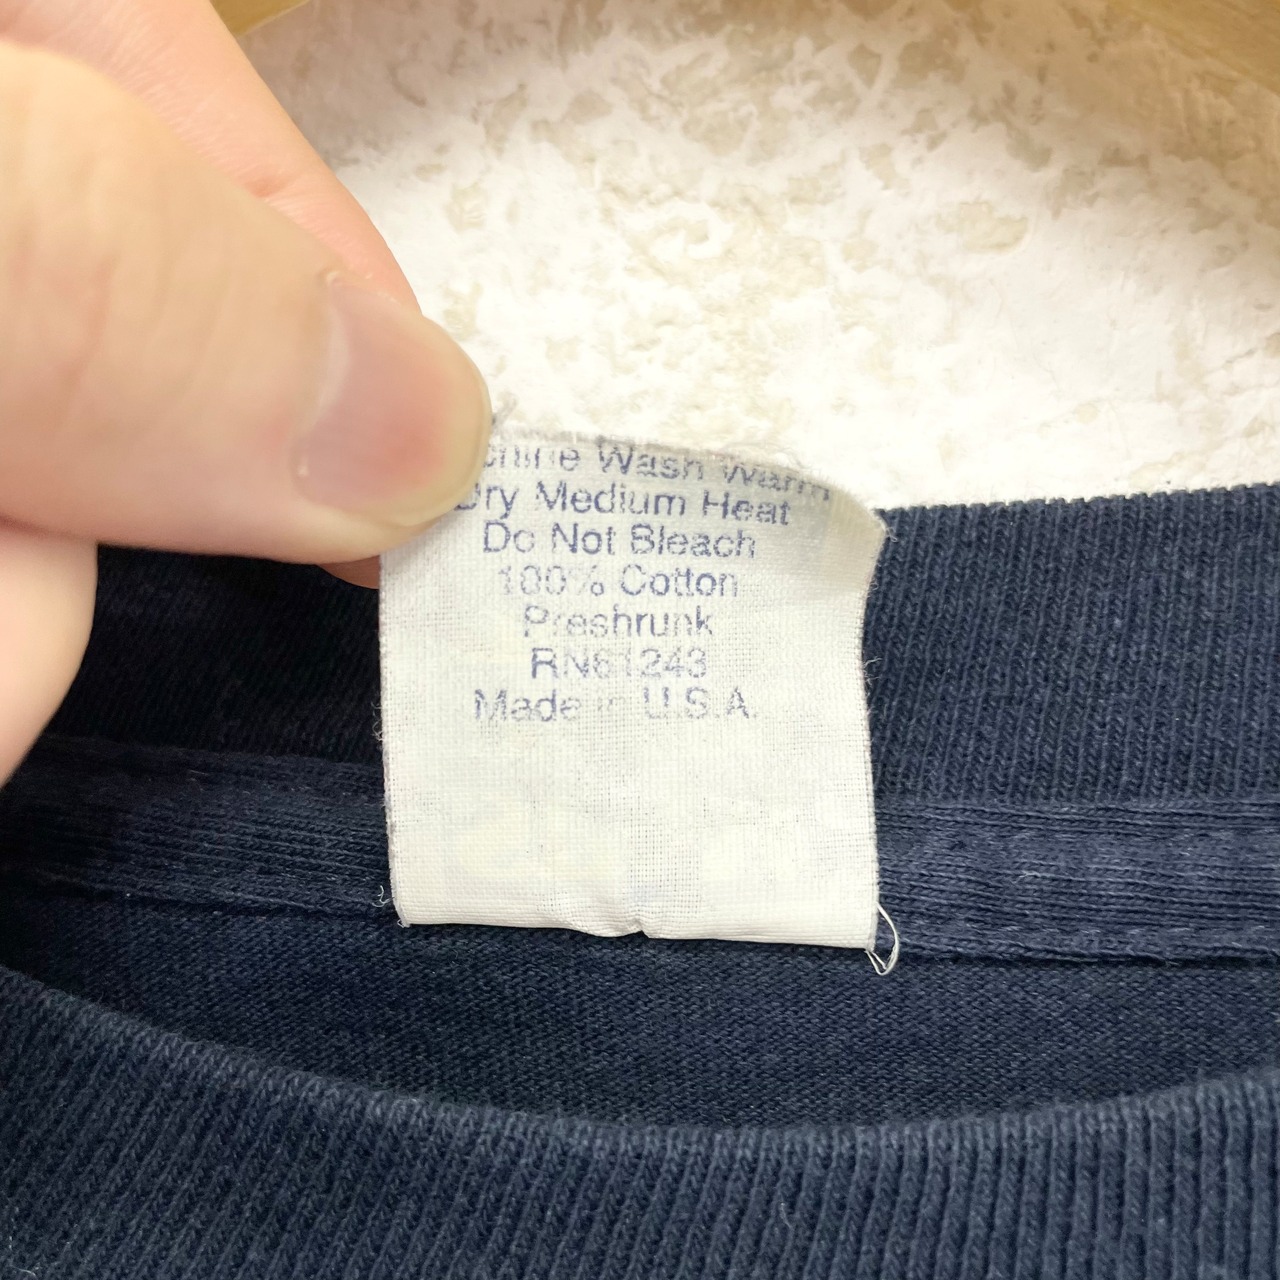 chine Wash Warm
Dry Medium Heat
Do Not Bleach
100% Cotton
Preshrunk
RN61243
Made in U.S.A.